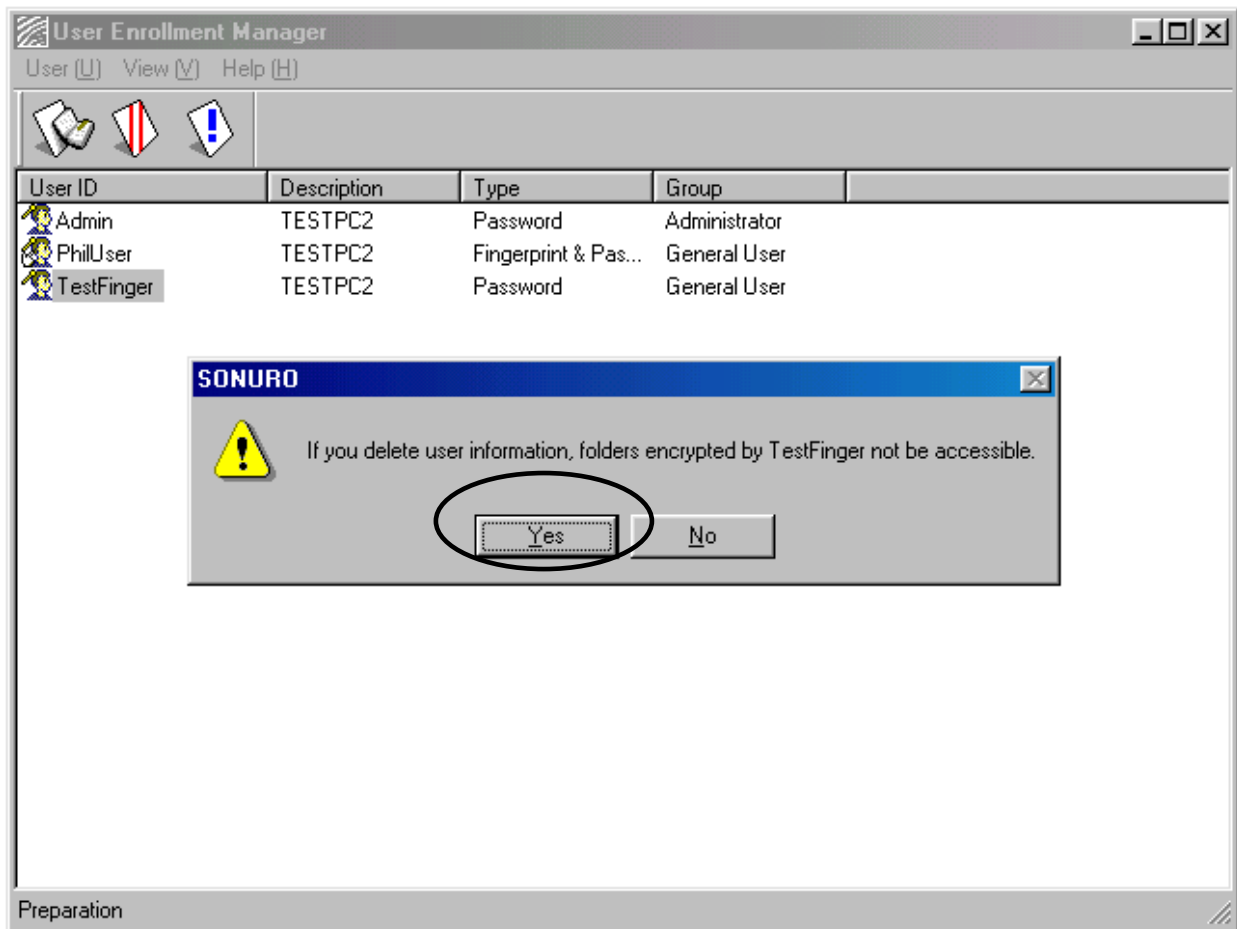 User Enrollment Manager
User (U) View (V) Help (H)
User ID Description Type Group
Admin TESTPC2 Password Administrator
PhilUser TESTPC2 Fingerprint & Pas... General User
TestFinger TESTPC2 Password General User
SONURO
If you delete user information, folders encrypted by TestFinger not be accessible.
Yes No
Preparation